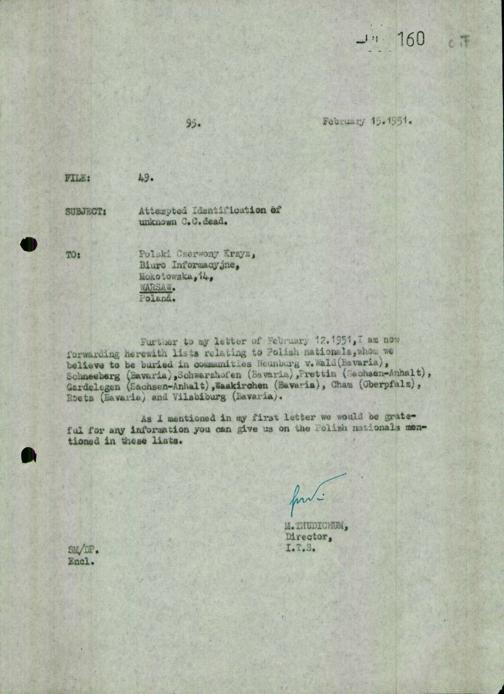 160
95.
February 15.1951.
FILE: 49.
SUBJECT: Attempted Identification of
unknown C.C.dead.
TO: Polski Czerwony Krzyz,
Biuro Informacyjne,
Mokotowska,14,
WARSAW.
Poland.
Further to my letter of February 12.1951,I am now
forwarding herewith lists relating to Polish nationals,whom we
believe to be buried in communities Neunburg v.Wald(Bavaria),
Schneeberg (Bavaria),Schwarzhofen (Bavaria),Prettin (Sachsen-Anhalt),
Gardelegen (Sachsen-Anhalt),Waakirchen (Bavaria), Cham (Oberpfalz),
(Bavaria) and Vilsbiburg (Bavaria).
As I mentioned in my first letter we would be grate-
ful for any information you can give us on the Polish nationals men-
tioned in these lists.
M.THUDICHUM,
Director,
I.T.S.
SM/DP.
Encl.